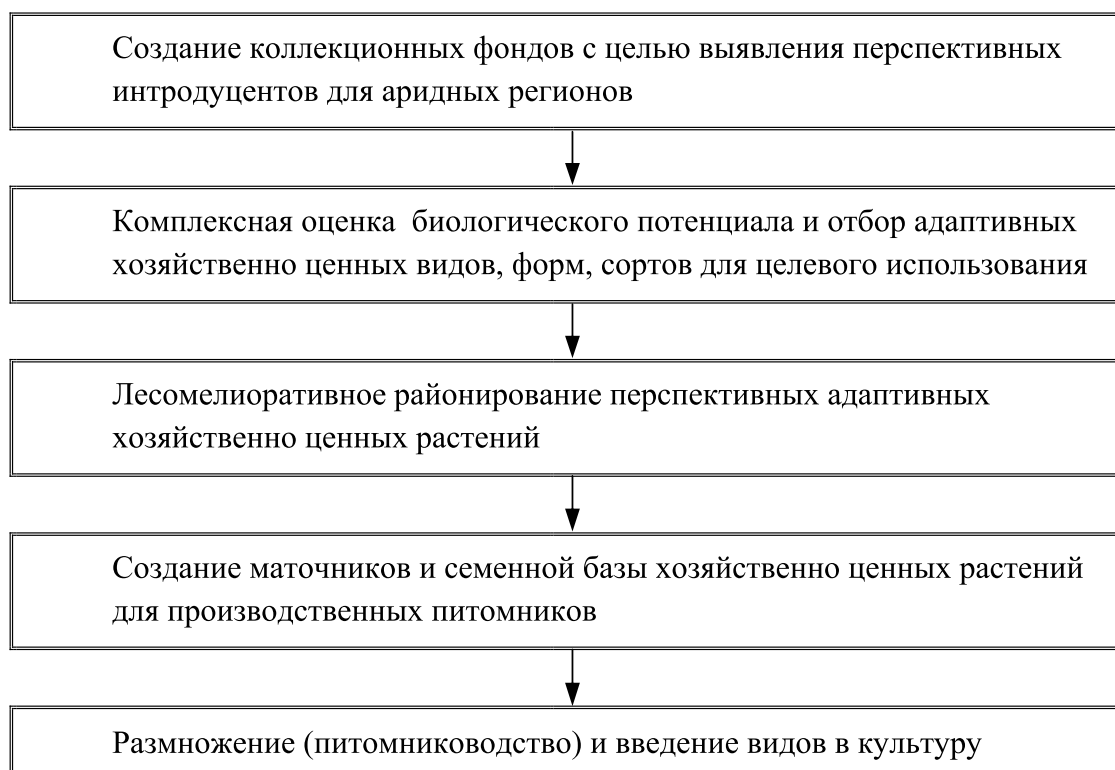 Создание коллекционных фондов с целью выявления перспективных
интродуцентов для аридных регионов
Комплексная оценка биологического потенциала и отбор адаптивных
хозяйственно ценных видов, форм, сортов для целевого использования
Лесомелиоративное районирование перспективных адаптивных
хозяйственно ценных растений
Создание маточников и семенной базы хозяйственно ценных растений
для производственных питомников
Размножение (питомниководство) и введение видов в культуру